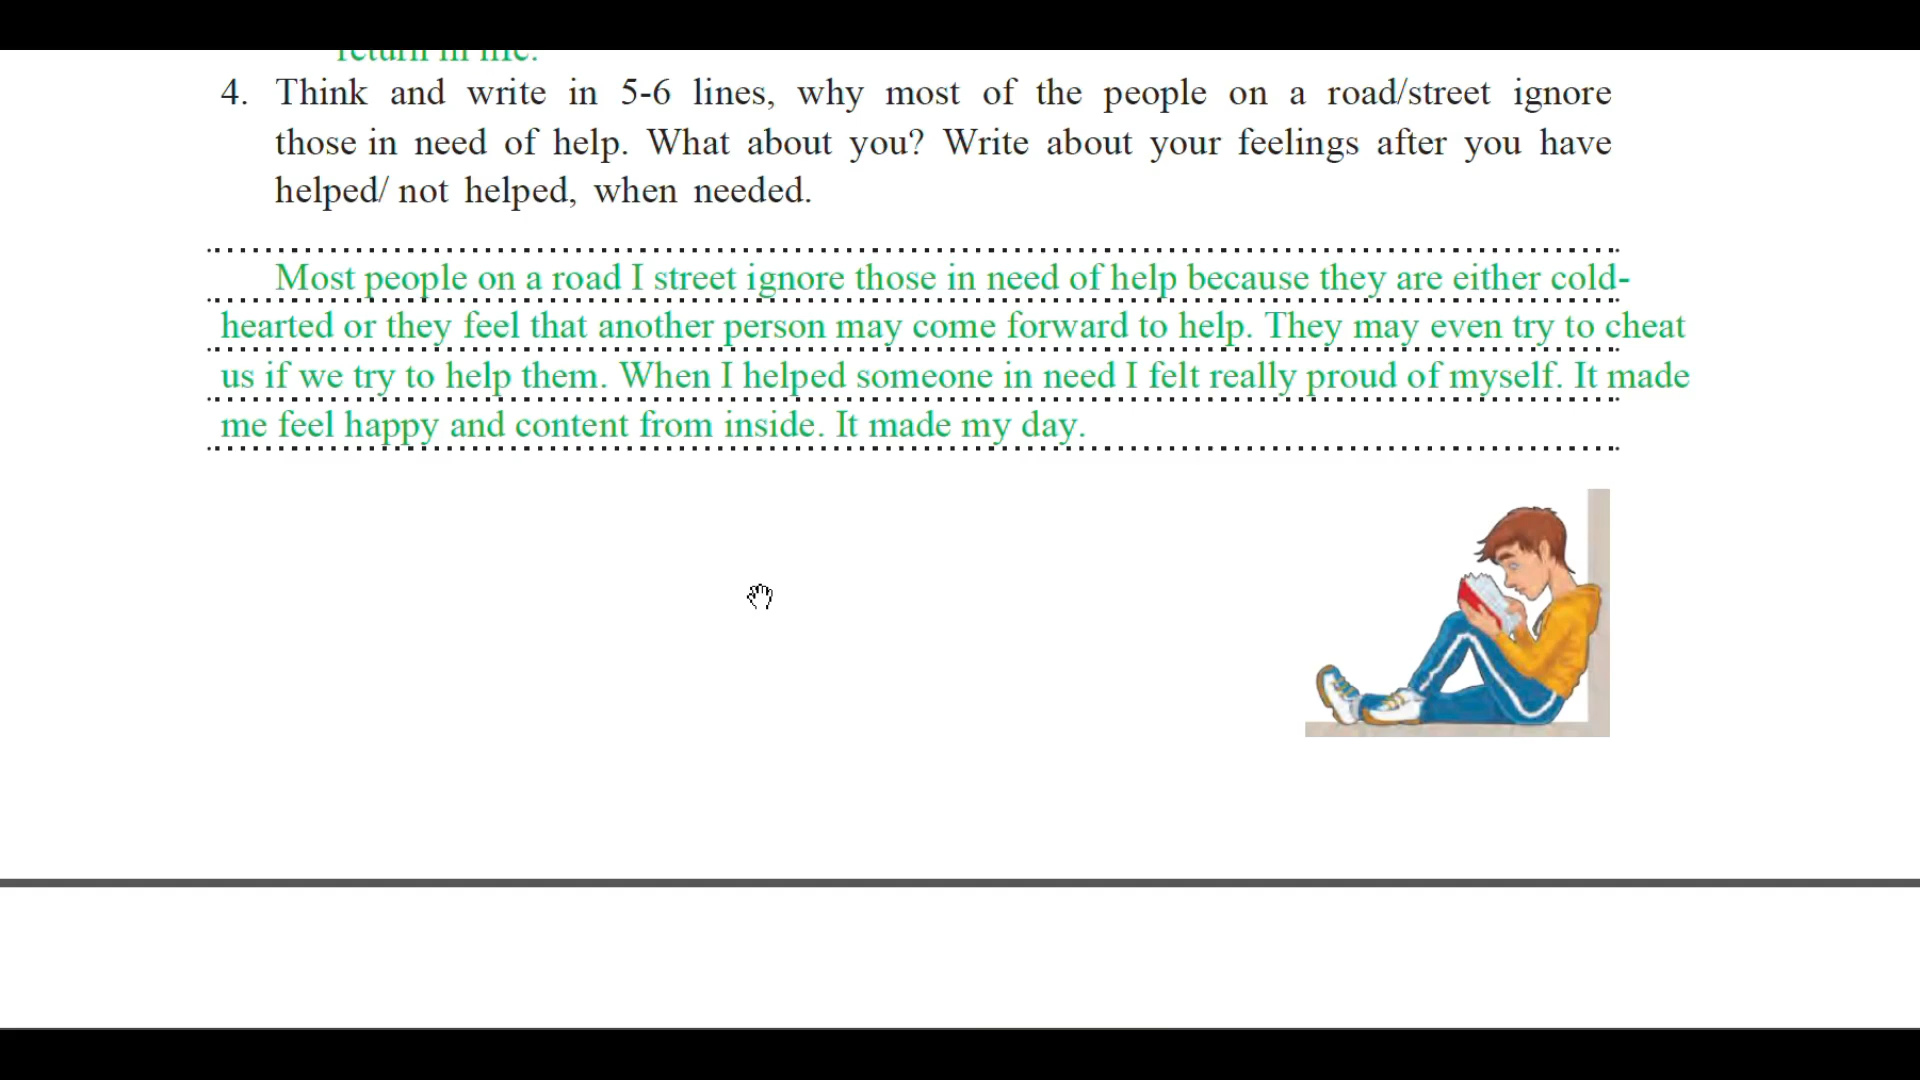 return in life.
4. Think and write in 5-6 lines, why most of the people on a road/street ignore
those in need of help. What about you? Write about your feelings after you have
helped/ not helped, when needed.
Most people on a road I street ignore those in need of help because they are either cold-
hearted or they feel that another person may come forward to help. They may even try to cheat
us if we try to help them. When I helped someone in need I felt really proud of myself. It made
me feel happy and content from inside. It made my day.